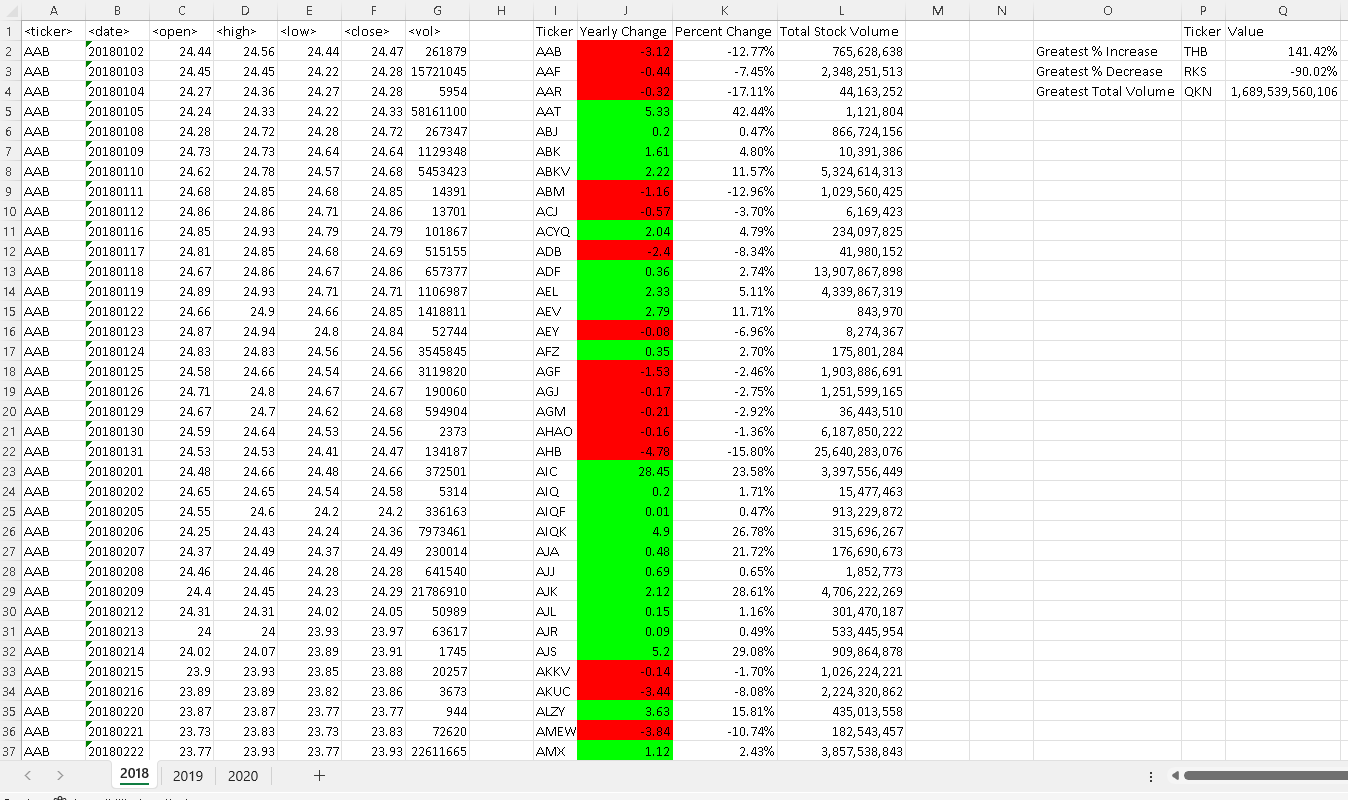 A B C D E F G H I J K L M N O P Q
1 <ticker> <date> <open> <high> <low> <close> <vol> Ticker Yearly Change Percent Change Total Stock Volume Ticker Value
2 AAB 20180102 24.44 24.56 24.44 24.47 261879 AAB -3.12 -12.77% 765,628,638 Greatest % Increase THB 141.42%
3 AAB 20180103 24.45 24.45 24.22 24.28 15721045 AAF -0.44 -7.45% 2,348,251,513 Greatest % Decrease RKS -90.02%
4 AAB 20180104 24.27 24.36 24.27 24.28 5954 AAR -0.32 -17.11% 44,163,252 Greatest Total Volume QKN 1,689,539,560,106
5 AAB 20180105 24.24 24.33 24.22 24.33 58161100 AAT 5.33 42.44% 1,121,804
6 AAB 20180108 24.28 24.72 24.28 24.72 267347 ABJ 0.2 0.47% 866,724,156
7 AAB 20180109 24.73 24.73 24.64 24.64 1129348 ABK 1.61 4.80% 10,391,386
8 AAB 20180110 24.62 24.78 24.57 24.68 5453423 ABKV 2.22 11.57% 5,324,614,313
9 AAB 20180111 24.68 24.85 24.68 24.85 14391 ABM -1.16 -12.96% 1,029,560,425
10 AAB 20180112 24.86 24.86 24.71 24.86 13701 ACJ -0.57 -3.70% 6,169,423
11 AAB 20180116 24.85 24.93 24.79 24.79 101867 ACYQ 2.04 4.79% 234,097,825
12 AAB 20180117 24.81 24.85 24.68 24.69 515155 ADB -2.4 -8.34% 41,980,152
13 AAB 20180118 24.67 24.86 24.67 24.86 657377 ADF 0.36 2.74% 13,907,867,898
14 AAB 20180119 24.89 24.93 24.71 24.71 1106987 AEL 2.33 5.11% 4,339,867,319
15 AAB 20180122 24.66 24.9 24.66 24.85 1418811 AEV 2.79 11.71% 843,970
16 AAB 20180123 24.87 24.94 24.8 24.84 52744 AEY -0.08 -6.96% 8,274,367
17 AAB 20180124 24.83 24.83 24.56 24.56 3545845 AFZ 0.35 2.70% 175,801,284
18 AAB 20180125 24.58 24.66 24.54 24.66 3119820 AGF -1.53 -2.46% 1,903,886,691
19 AAB 20180126 24.71 24.8 24.67 24.67 190060 AGJ -0.17 -2.75% 1,251,599,165
20 AAB 20180129 24.67 24.7 24.62 24.68 594904 AGM -0.21 -2.92% 36,443,510
21 AAB 20180130 24.59 24.64 24.53 24.56 2373 AHAO -0.16 -1.36% 6,187,850,222
22 AAB 20180131 24.53 24.53 24.41 24.47 134187 AHB -4.78 -15.80% 25,640,283,076
23 AAB 20180201 24.48 24.66 24.48 24.66 372501 AIC 28.45 23.58% 3,397,556,449
24 AAB 20180202 24.65 24.65 24.54 24.58 5314 AIQ 0.2 1.71% 15,477,463
25 AAB 20180205 24.55 24.6 24.2 24.2 336163 AIQF 0.01 0.47% 913,229,872
26 AAB 20180206 24.25 24.43 24.24 24.36 7973461 AIQK 4.9 26.78% 315,696,267
27 AAB 20180207 24.37 24.49 24.37 24.49 230014 AJA 0.48 21.72% 176,690,673
28 AAB 20180208 24.46 24.46 24.28 24.28 641540 AJJ 0.69 0.65% 1,852,773
29 AAB 20180209 24.4 24.45 24.23 24.29 21786910 AJK 2.12 28.61% 4,706,222,269
30 AAB 20180212 24.31 24.31 24.02 24.05 50989 AJL 0.15 1.16% 301,470,187
31 AAB 20180213 24 24 23.93 23.97 63617 AJR 0.09 0.49% 533,445,954
32 AAB 20180214 24.02 24.07 23.89 23.91 1745 AJS 5.2 29.08% 909,864,878
33 AAB 20180215 23.9 23.93 23.85 23.88 20257 AKKV -0.14 -1.70% 1,026,224,221
34 AAB 20180216 23.89 23.89 23.82 23.86 3673 AKUC -3.44 -8.08% 2,224,320,862
35 AAB 20180220 23.87 23.87 23.77 23.77 944 ALZY 3.63 15.81% 435,013,558
36 AAB 20180221 23.73 23.83 23.73 23.83 72620 AMEW -3.84 -10.74% 182,543,457
37 AAB 20180222 23.77 23.93 23.77 23.93 22611665 AMX 1.12 2.43% 3,857,538,843
2018 2019 2020